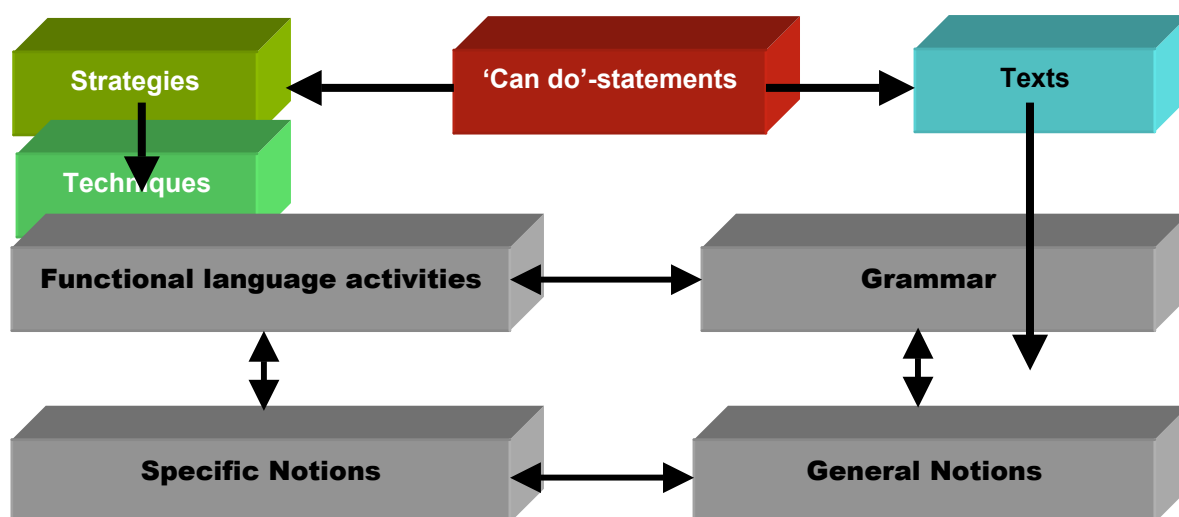 Strategies
‘Can do’-statements
Texts
Techniques
Functional language activities
Grammar
Specific Notions
General Notions